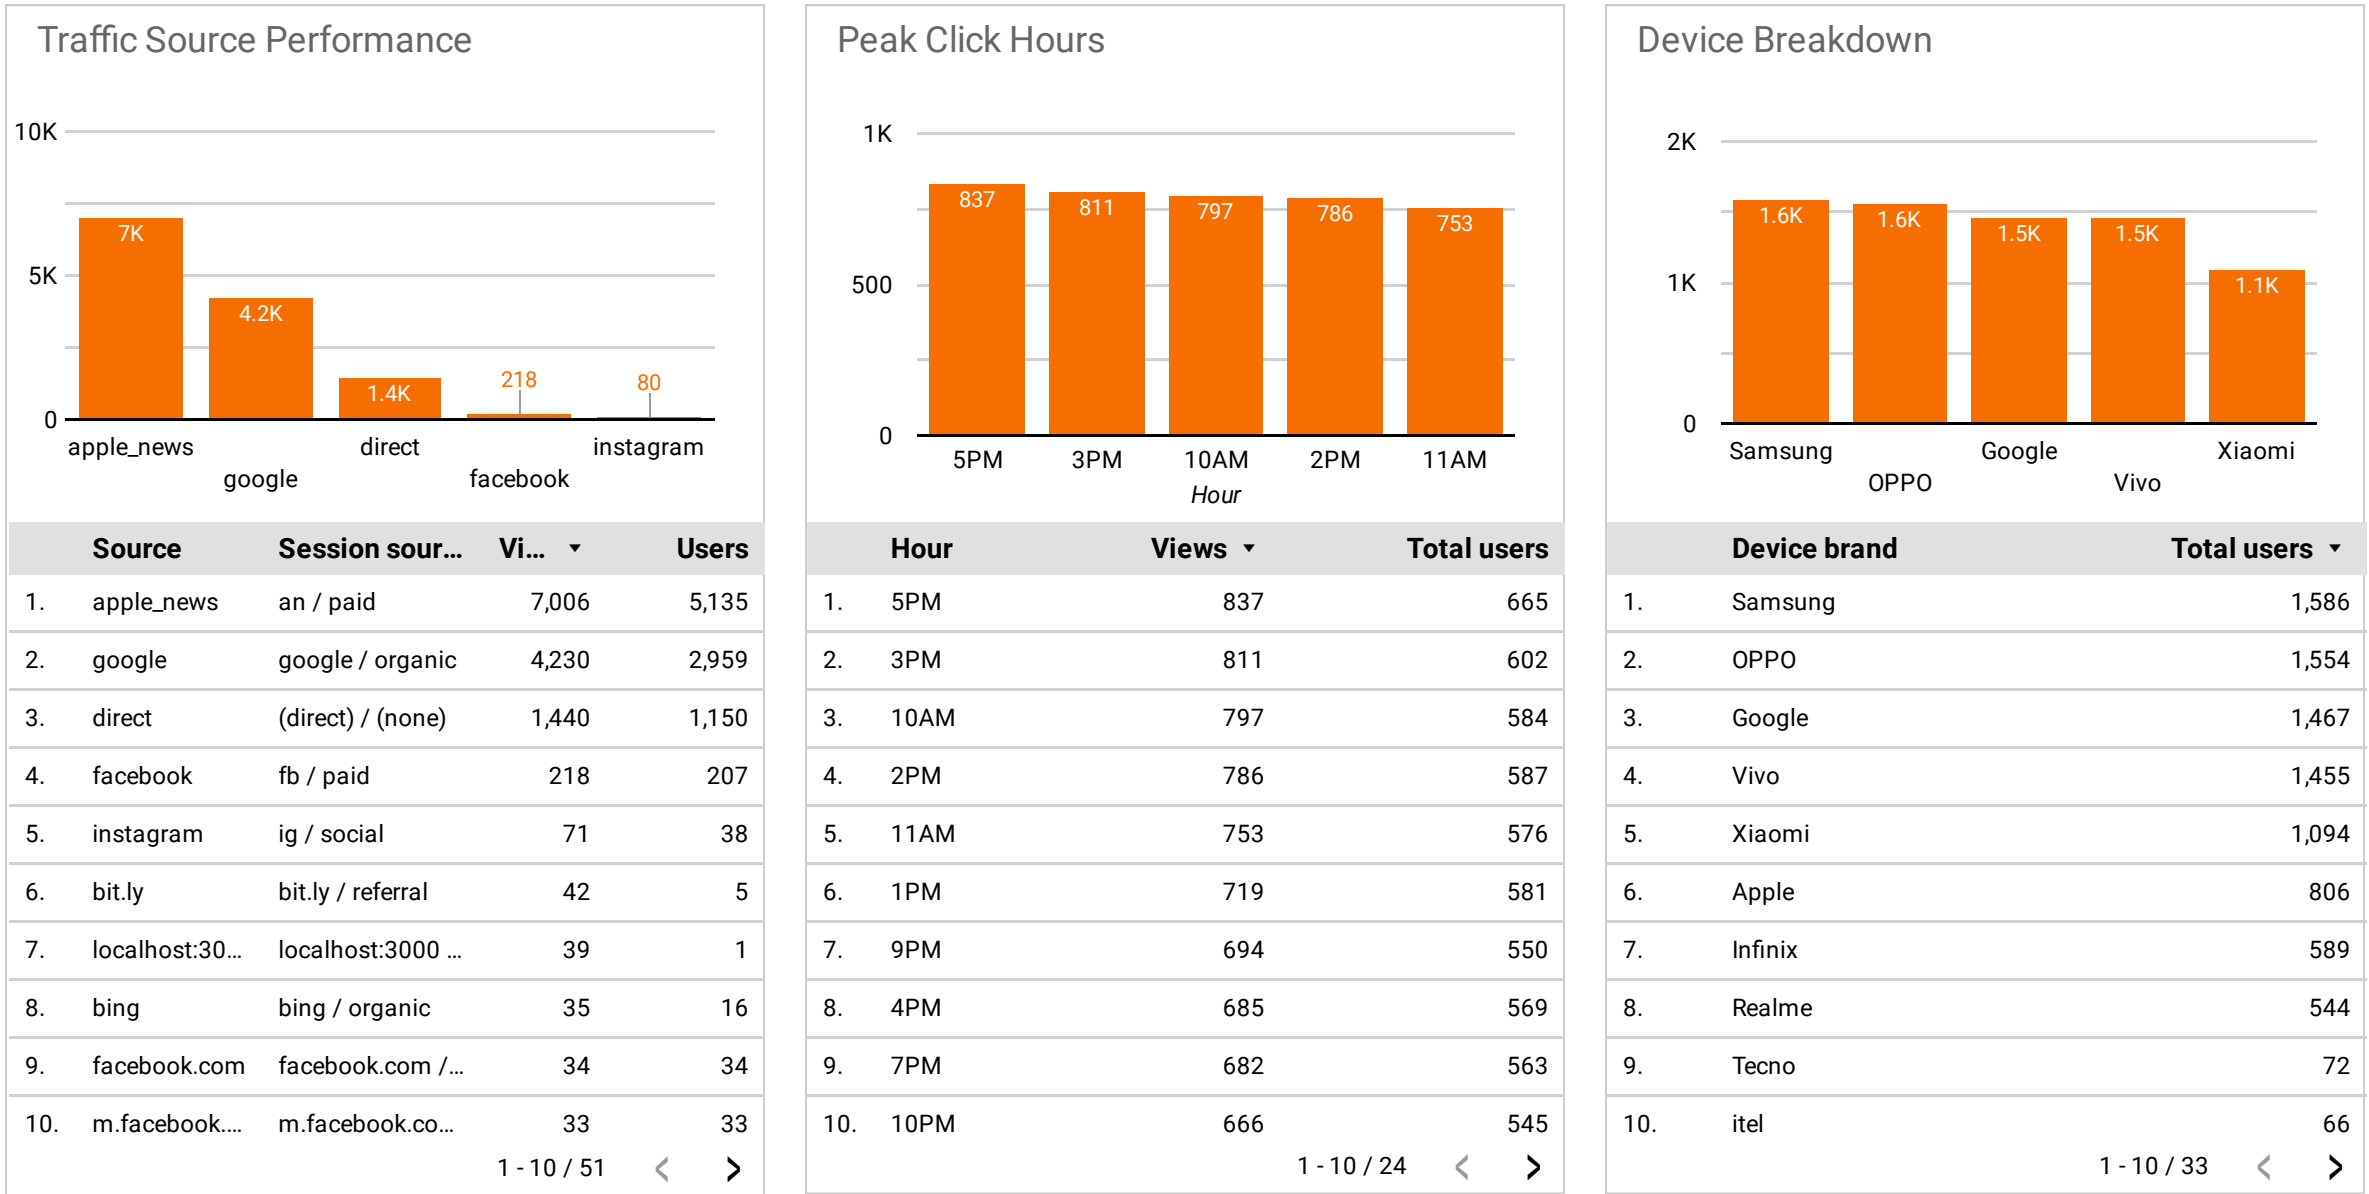 Traffic Source Performance
10K
5K
0
7K
4.2K
1.4K
218
80
apple_news
google
direct
facebook
instagram
Source Session sour... Vi... Users
1. apple_news an / paid 7,006 5,135
2. google google / organic 4,230 2,959
3. direct (direct) / (none) 1,440 1,150
4. facebook fb / paid 218 207
5. instagram ig / social 71 38
6. bit.ly bit.ly / referral 42 5
7. localhost:30... localhost:3000 ... 39 1
8. bing bing / organic 35 16
9. facebook.com facebook.com /... 34 34
10. m.facebook.... m.facebook.co... 33 33
1 - 10 / 51
Peak Click Hours
1K
500
0
837
811
797
786
753
5PM
3PM
10AM
2PM
11AM
Hour
Hour Views Total users
1. 5PM 837 665
2. 3PM 811 602
3. 10AM 797 584
4. 2PM 786 587
5. 11AM 753 576
6. 1PM 719 581
7. 9PM 694 550
8. 4PM 685 569
9. 7PM 682 563
10. 10PM 666 545
1 - 10 / 24
Device Breakdown
2K
1K
0
1.6K
1.6K
1.5K
1.5K
1.1K
Samsung
OPPO
Google
Vivo
Xiaomi
Device brand Total users
1. Samsung 1,586
2. OPPO 1,554
3. Google 1,467
4. Vivo 1,455
5. Xiaomi 1,094
6. Apple 806
7. Infinix 589
8. Realme 544
9. Tecno 72
10. itel 66
1 - 10 / 33